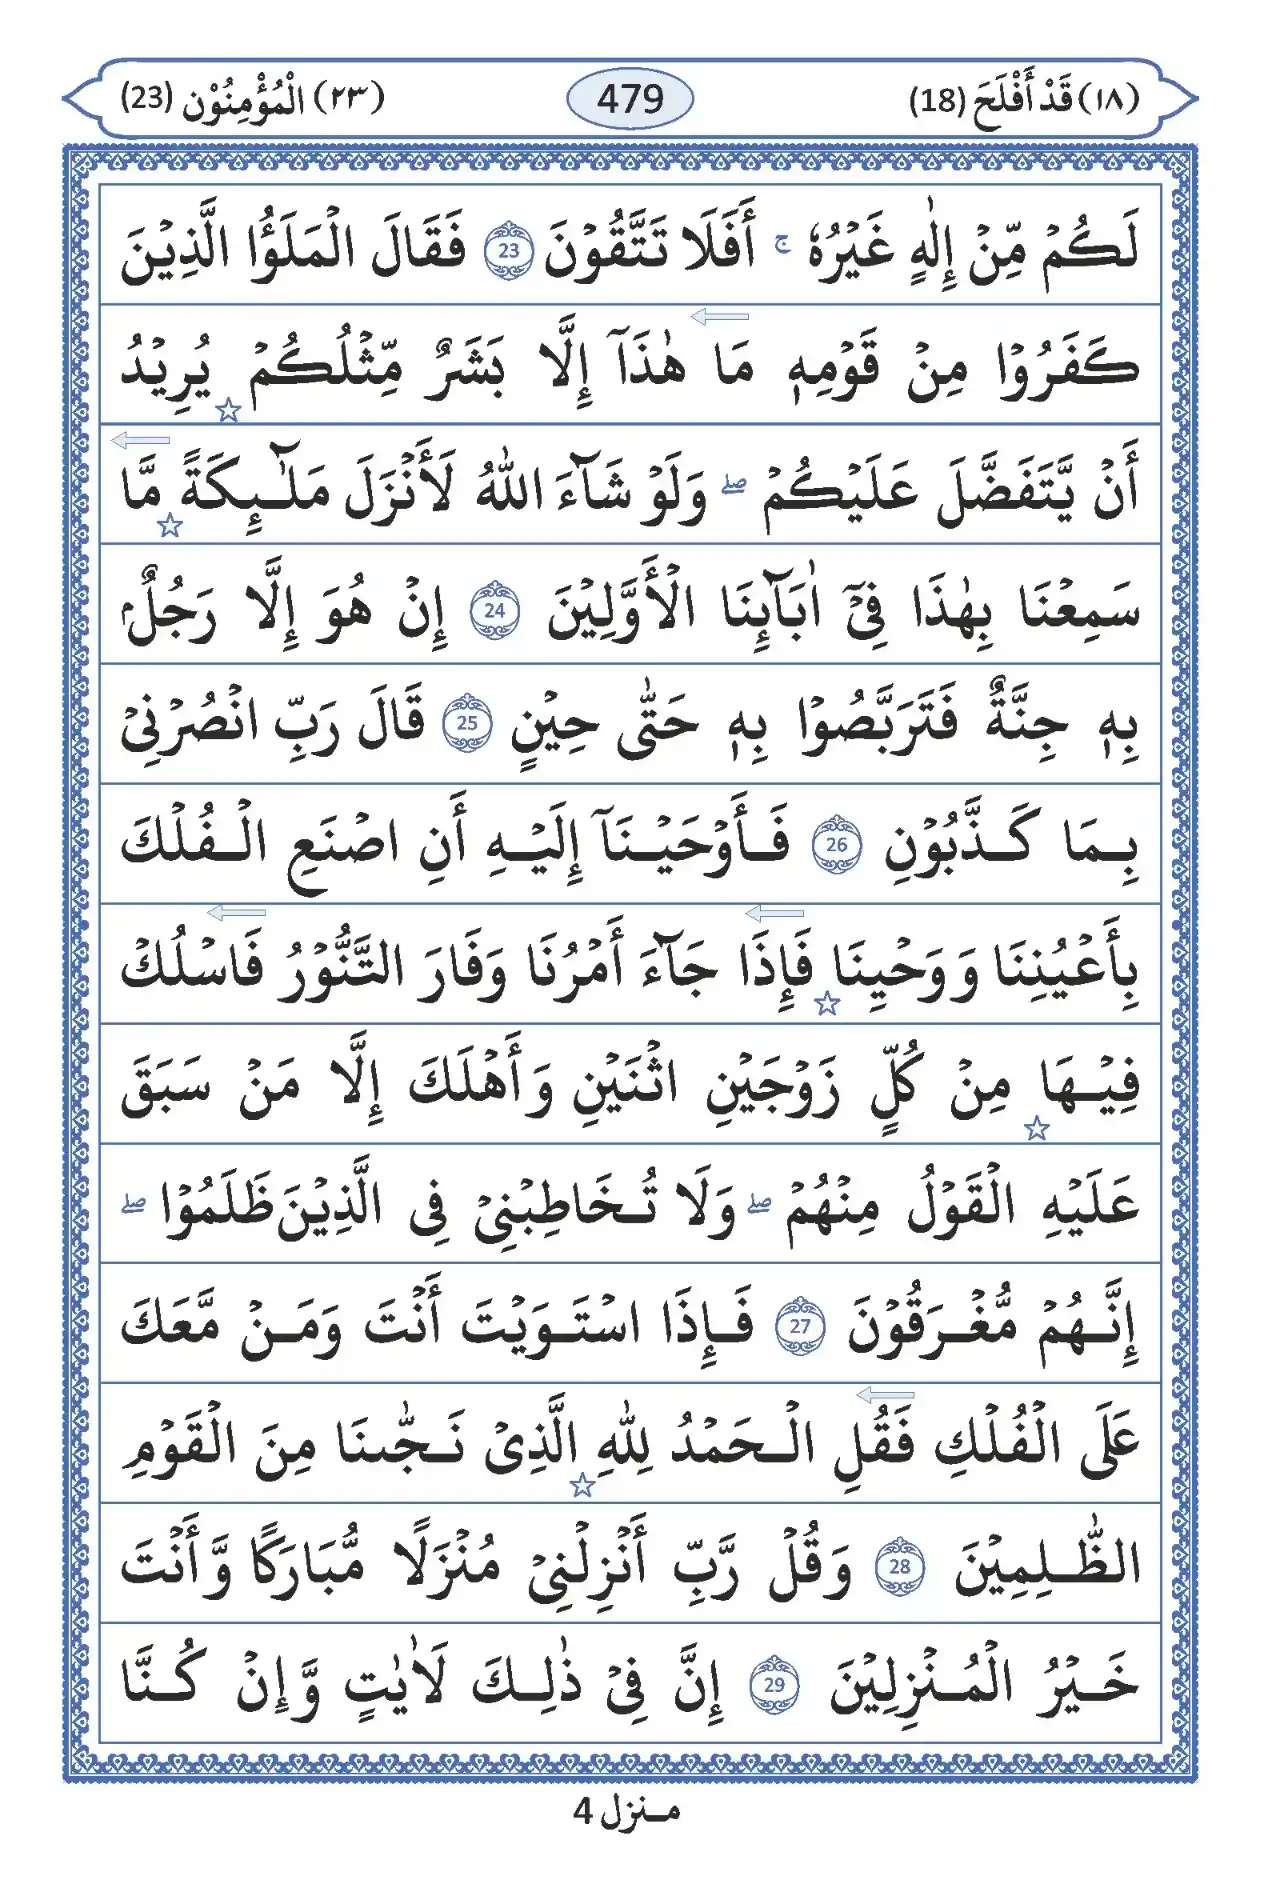 (١٨) قَدْ أَفْلَحَ (18) 479 (٢٣) الْمُؤْمِنُوْن (23)
لَكُمْ مِّنْ إِلٰهٍ غَيْرُهٗ ۚ أَفَلَا تَتَّقُوْنَ 23 فَقَالَ الْمَلَؤُا الَّذِيْنَ
كَفَرُوْا مِنْ قَوْمِهٖ مَا هٰذَآ إِلَّا بَشَرٌ مِّثْلُكُمْ ☆ يُرِيْدُ
أَنْ يَّتَفَضَّلَ عَلَيْكُمْ ۖ وَلَوْ شَآءَ اللّٰهُ لَأَنْزَلَ مَلٰٓئِكَةً ☆ مَّا
سَمِعْنَا بِهٰذَا فِيْٓ اٰبَآئِنَا الْأَوَّلِيْنَ 24 إِنْ هُوَ إِلَّا رَجُلٌۢ
بِهٖ جِنَّةٌ فَتَرَبَّصُوْا بِهٖ حَتّٰى حِيْنٍ 25 قَالَ رَبِّ انْصُرْنِيْ
بِمَا كَذَّبُوْنِ 26 فَأَوْحَيْنَآ إِلَيْهِ أَنِ اصْنَعِ الْفُلْكَ
بِأَعْيُنِنَا وَوَحْيِنَا ☆ فَإِذَا جَآءَ أَمْرُنَا وَفَارَ التَّنُّوْرُ فَاسْلُكْ
فِيْهَا ☆ مِنْ كُلٍّ زَوْجَيْنِ اثْنَيْنِ وَأَهْلَكَ إِلَّا مَنْ سَبَقَ
عَلَيْهِ الْقَوْلُ مِنْهُمْ ۖ وَلَا تُخَاطِبْنِيْ فِى الَّذِيْنَ ظَلَمُوْا ۖ
إِنَّهُمْ مُّغْرَقُوْنَ 27 فَإِذَا اسْتَوَيْتَ أَنْتَ وَمَنْ مَّعَكَ
عَلَى الْفُلْكِ فَقُلِ الْحَمْدُ لِلّٰهِ ☆ الَّذِيْ نَجّٰىنَا مِنَ الْقَوْمِ
الظّٰلِمِيْنَ 28 وَقُلْ رَّبِّ أَنْزِلْنِيْ مُنْزَلًا مُّبَارَكًا وَّأَنْتَ
خَيْرُ الْمُنْزِلِيْنَ 29 إِنَّ فِيْ ذٰلِكَ لَاٰيٰتٍ وَّإِنْ كُنَّا
منزل 4